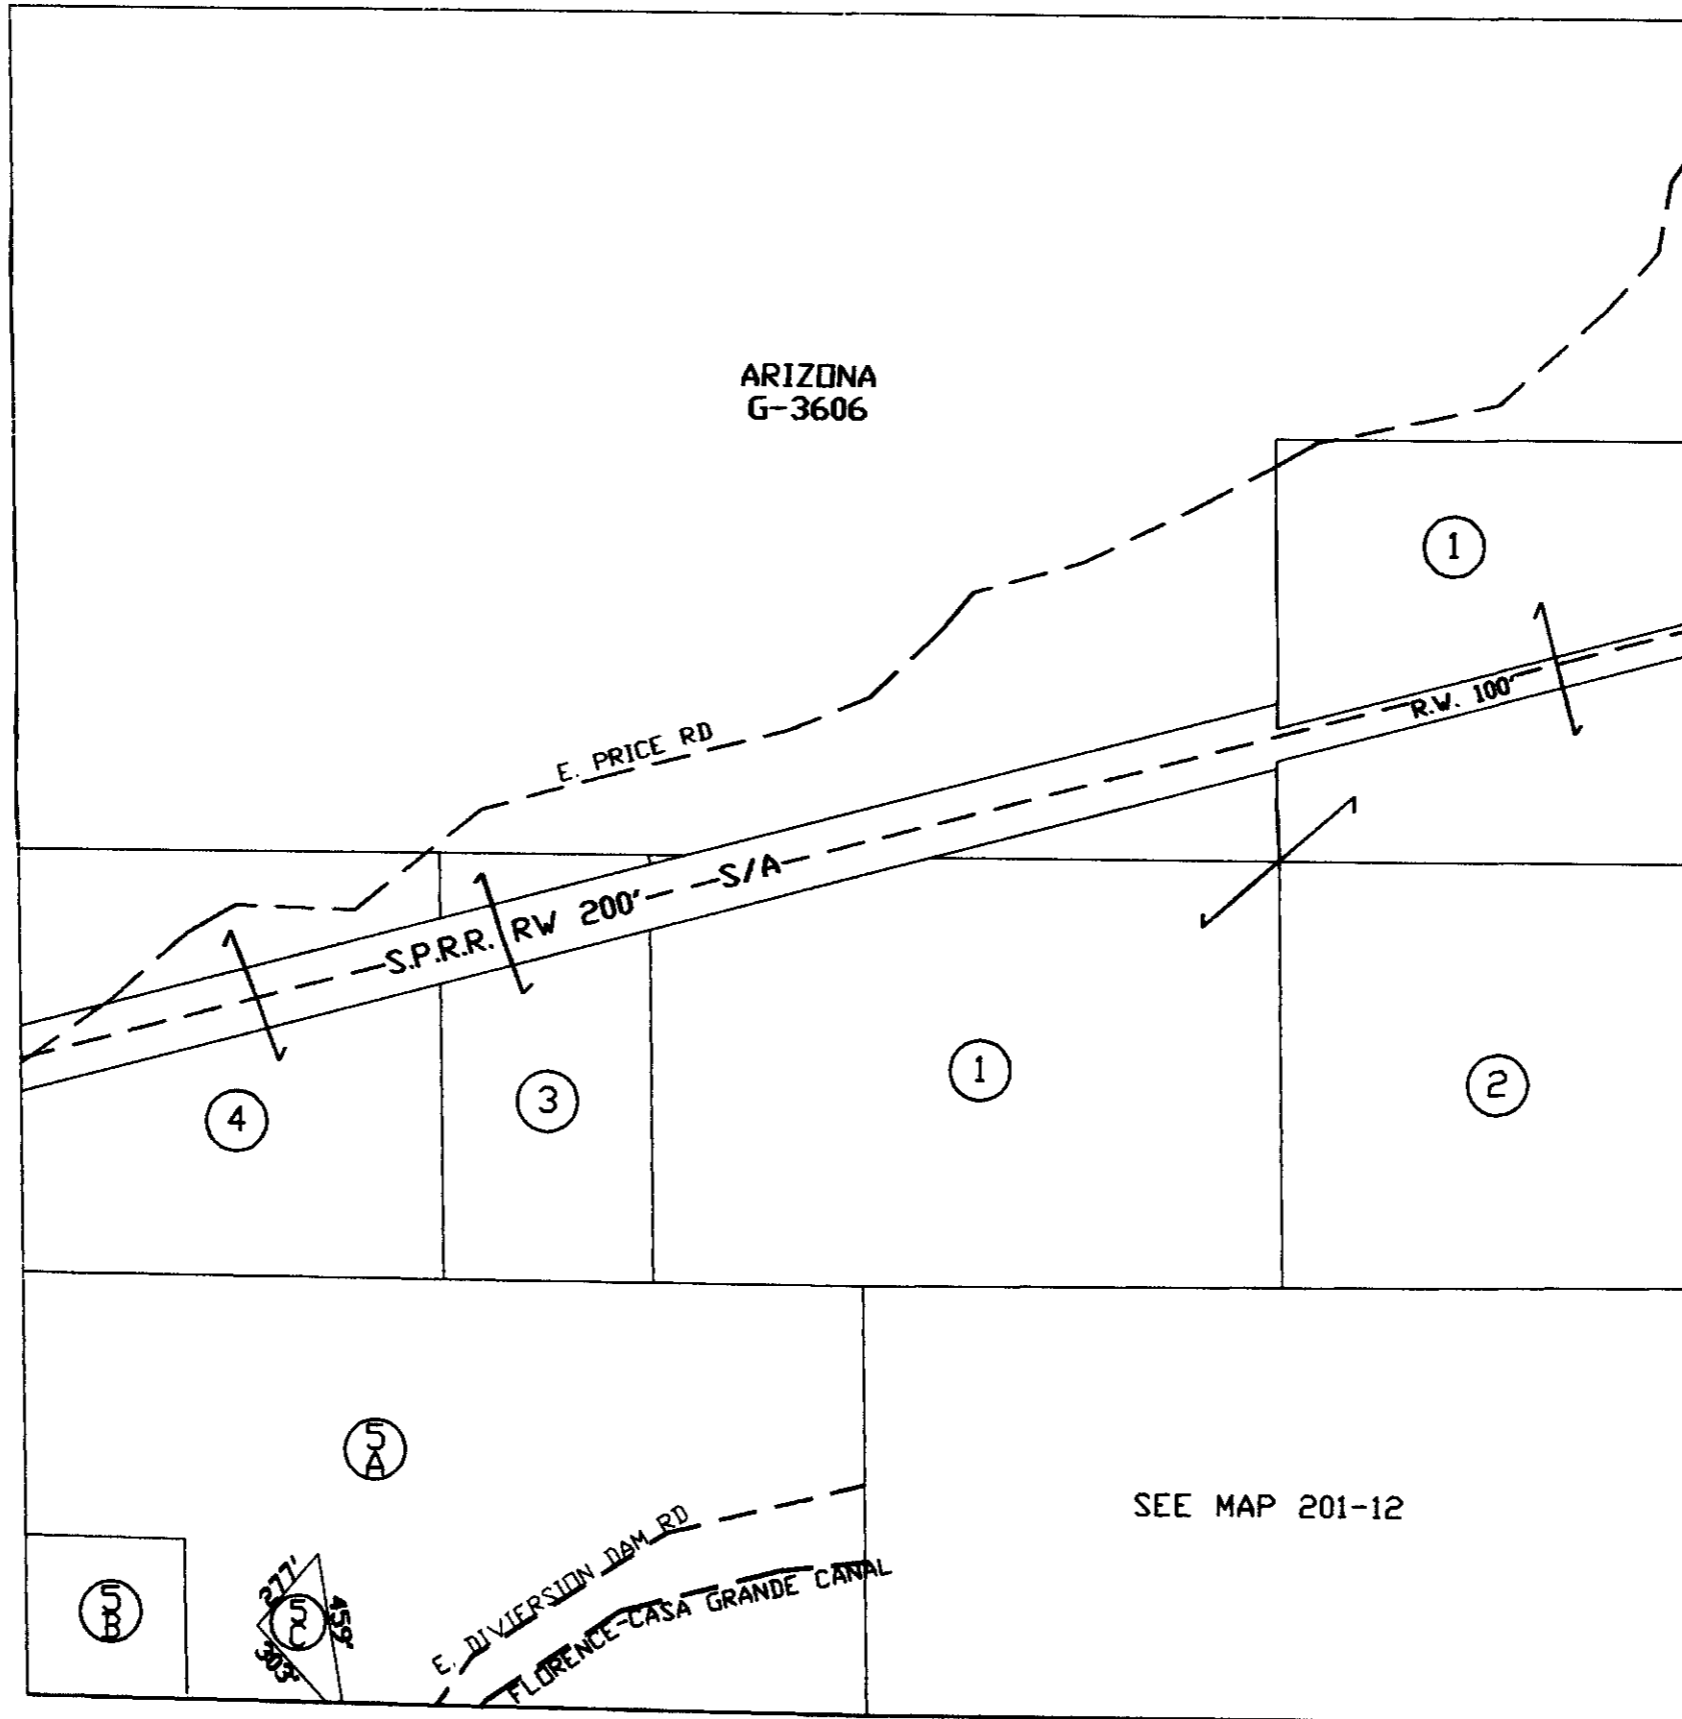 ARIZONA
G-3606
1
R.W. 100'
E. PRICE RD
S/A
S.P.R.R. RW 200'
4
3
1
2
5
A
SEE MAP 201-12
5
B
277'
5
C
459'
303'
E. DIVIERSION DAM RD
FLORENCE-CASA GRANDE CANAL